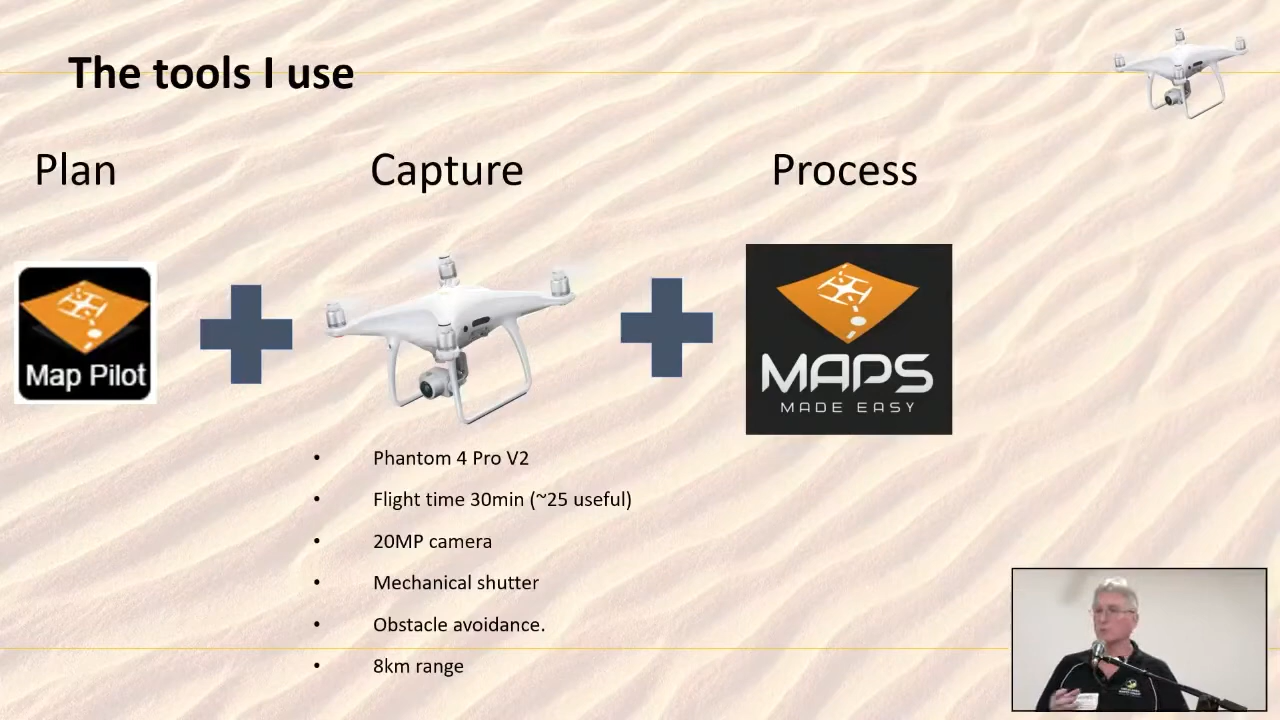 The tools I use
Plan
Capture
Process
Map Pilot
MAPS
MADE EASY
• Phantom 4 Pro V2
• Flight time 30min (~25 useful)
• 20MP camera
• Mechanical shutter
• Obstacle avoidance.
• 8km range